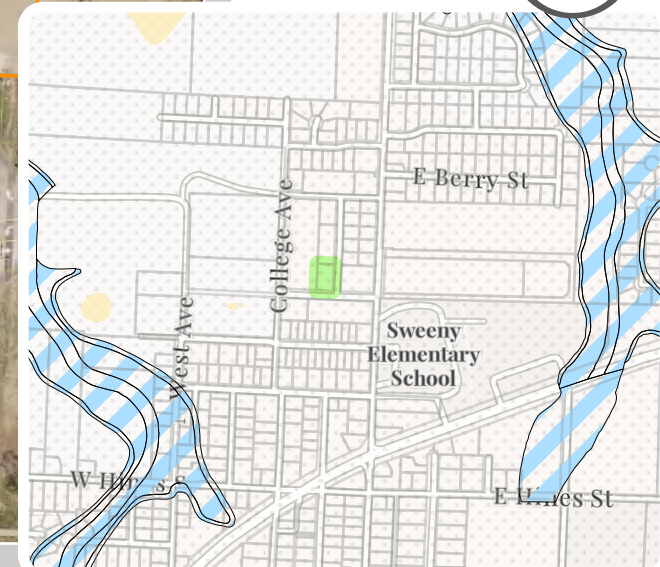 E Berry St
College Ave
West Ave
Sweeny
Elementary
School
E Hines St